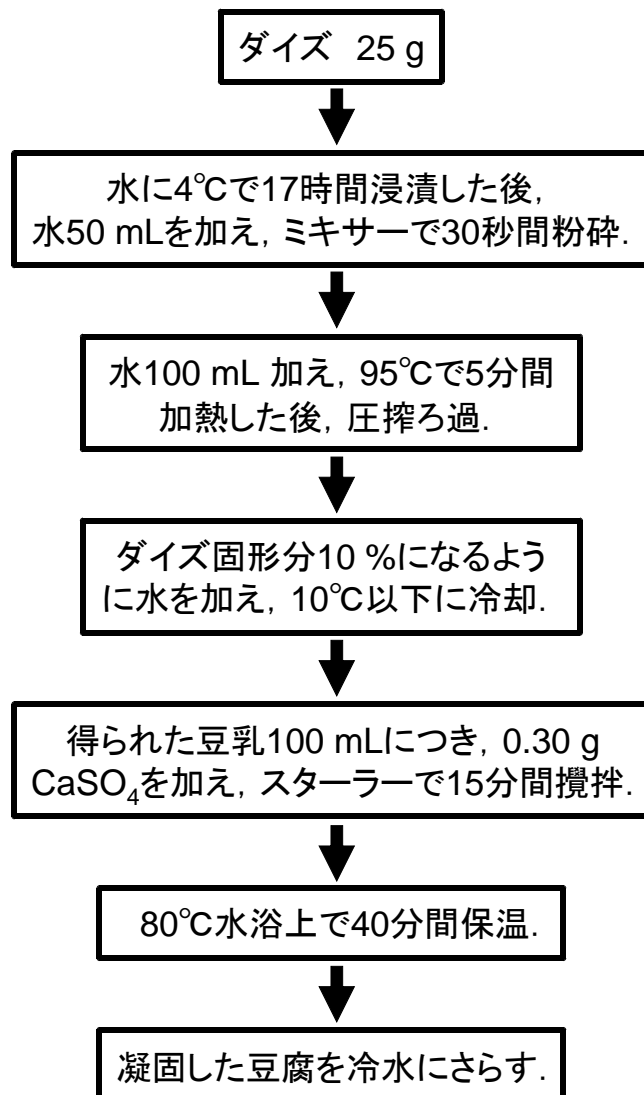 ダイズ 25 g
水に4℃で17時間浸漬した後,
水50 mLを加え, ミキサーで30秒間粉砕.
水100 mL 加え, 95℃で5分間
加熱した後, 圧搾ろ過.
ダイズ固形分10 %になるよう
に水を加え, 10℃以下に冷却.
得られた豆乳100 mLにつき, 0.30 g
CaSO₄を加え, スターラーで15分間攪拌.
80℃水浴上で40分間保温.
凝固した豆腐を冷水にさらす.